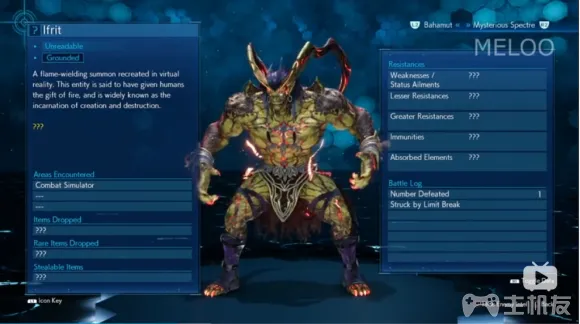 ? Ifrit
Unreadable
Grounded
A flame-wielding summon recreated in virtual
reality. This entity is said to have given humans
the gift of fire, and is widely known as the
incarnation of creation and destruction.
???
Areas Encountered
Combat Simulator
---
---
Items Dropped
???
Rare Items Dropped
???
Stealable Items
???
Icon Key
Bahamut
Mysterious Spectre
MELOO
Resistances
Weaknesses / ???
Status Ailments
Lesser Resistances ???
Greater Resistances ???
Immunities ???
Absorbed Elements ???
Battle Log
Number Defeated 1
Struck by Limit Break
Toggle Data
主机友